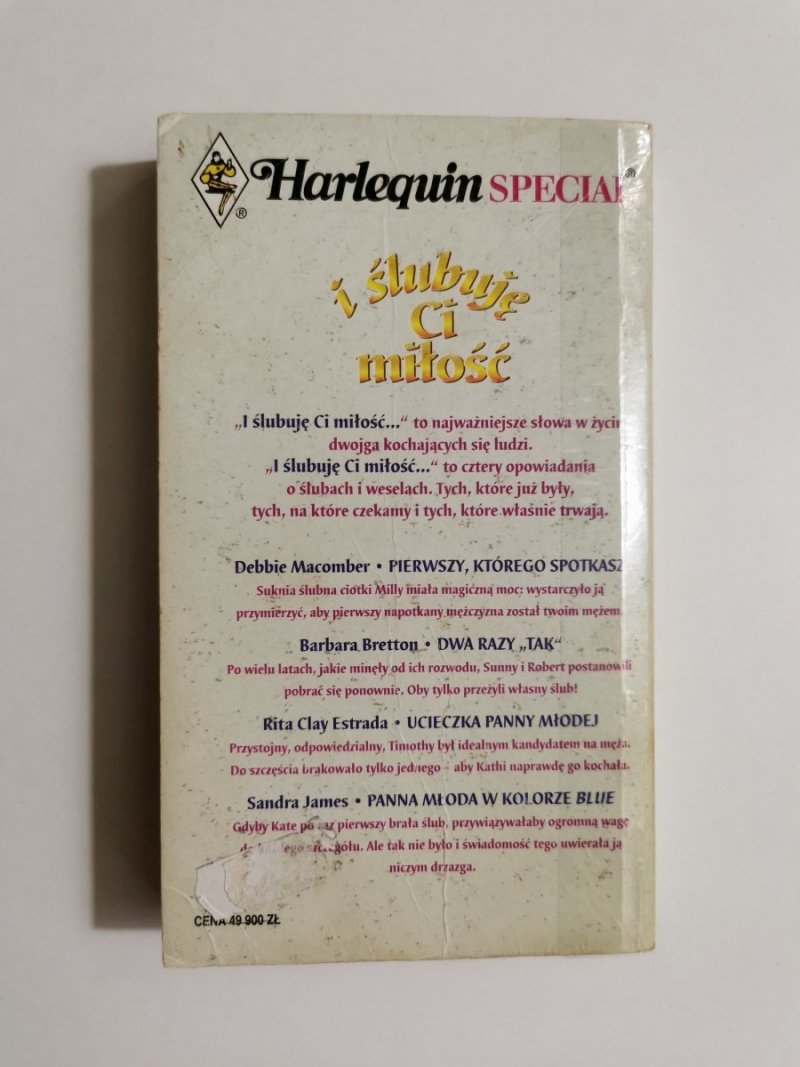 Harlequin SPECIAL®
®
i ślubuję
Ci
miłość
„I ślubuję Ci miłość...“ to najważniejsze słowa w życiu
dwojga kochających się ludzi.
„I ślubuję Ci miłość...“ to cztery opowiadania
o ślubach i weselach. Tych, które już były,
tych, na które czekamy i tych, które właśnie trwają.
Debbie Macomber • PIERWSZY, KTÓREGO SPOTKASZ
Suknia ślubna ciotki Milly miała magiczną moc: wystarczyło ją
przymierzyć, aby pierwszy napotkany mężczyzna został twoim mężem.
Barbara Bretton • DWA RAZY „TAK“
Po wielu latach, jakie minęły od ich rozwodu, Sunny i Robert postanowili
pobrać się ponownie. Oby tylko przeżyli własny ślub!
Rita Clay Estrada • UCIECZKA PANNY MŁODEJ
Przystojny, odpowiedzialny, Timothy był idealnym kandydatem na męża.
Do szczęścia brakowało tylko jednego – aby Kathi naprawdę go kochała.
Sandra James • PANNA MŁODA W KOLORZE BLUE
Gdyby Kate po raz pierwszy brała ślub, przywiązywałaby ogromną wagę
szczegółu. Ale tak nie było i świadomość tego uwierała ją
niczym drzazga.
CENA 49 900 ZŁ